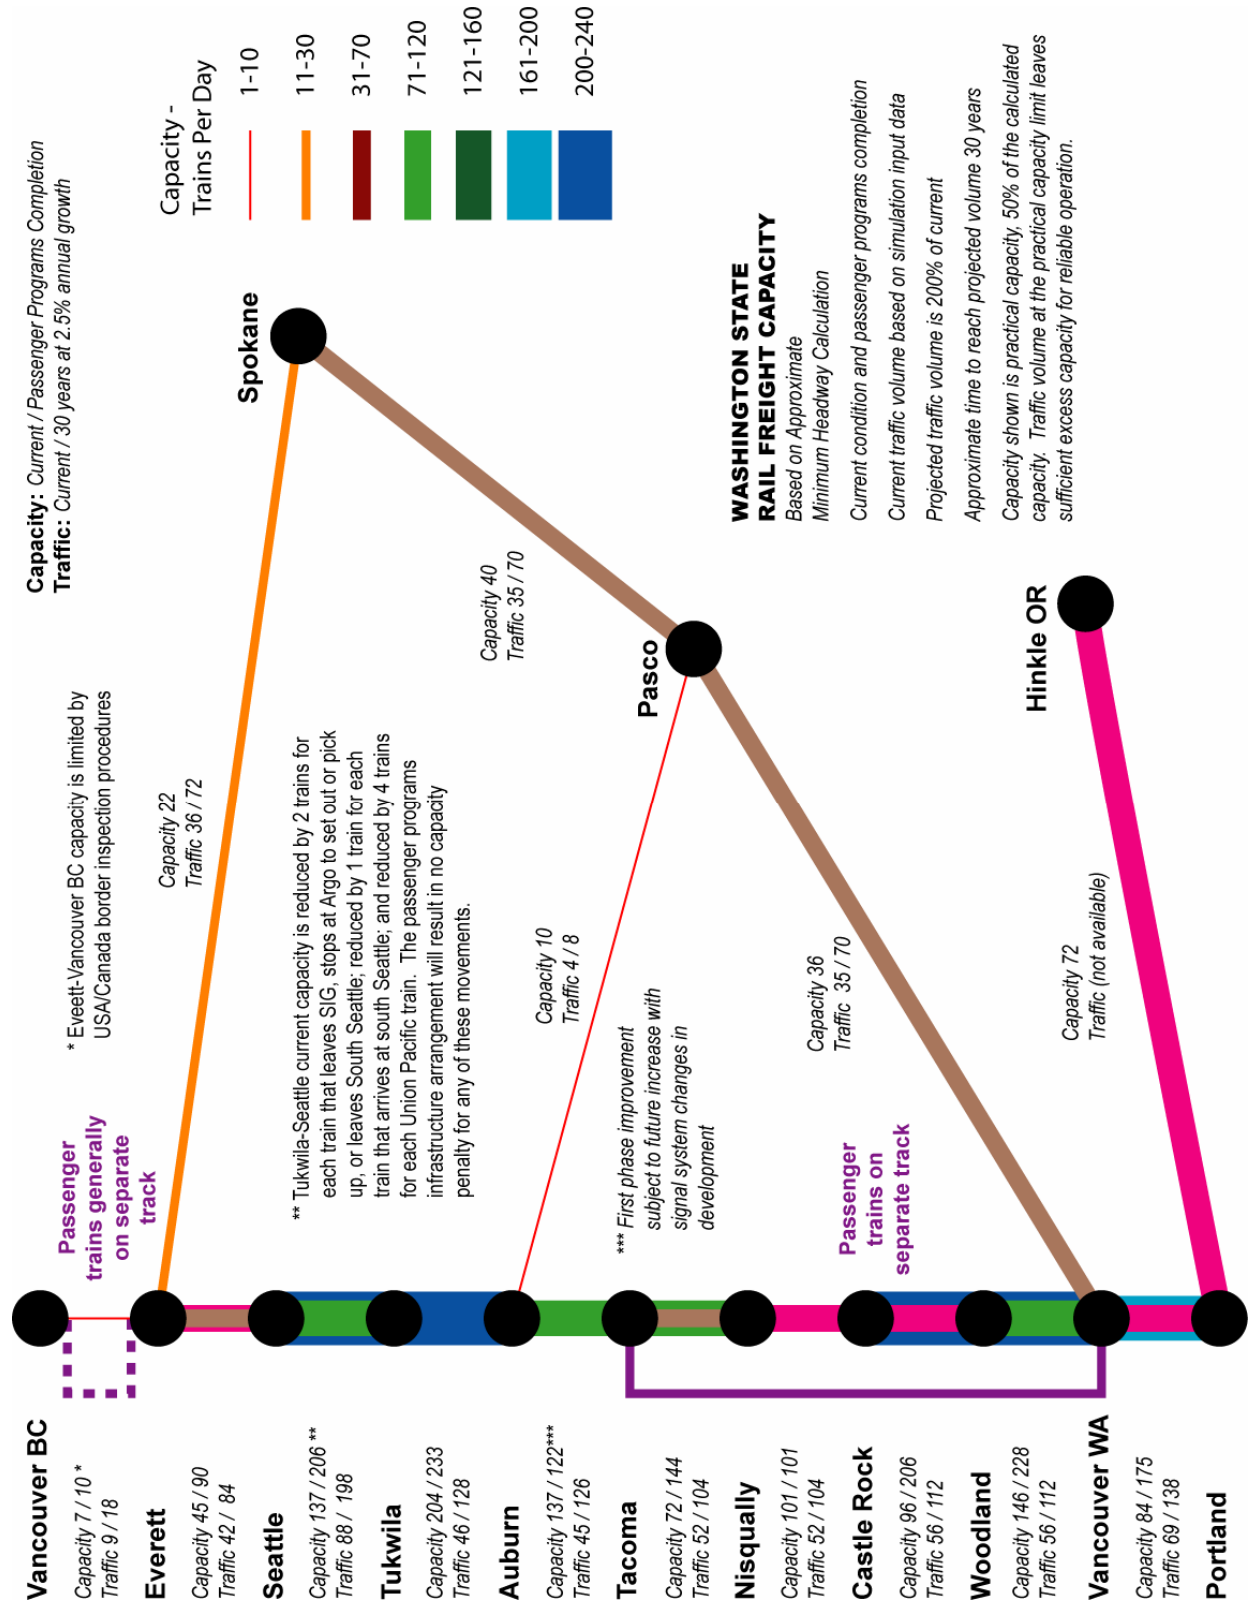 Capacity: Current / Passenger Programs Completion
Traffic: Current / 30 years at 2.5% annual growth
Capacity -
Trains Per Day
1-10
11-30
31-70
71-120
121-160
161-200
200-240
Vancouver BC
Capacity 7 / 10 *
Traffic 9 / 18
Everett
Capacity 45 / 90
Traffic 42 / 84
Seattle
Capacity 137 / 206 **
Traffic 88 / 198
Tukwila
Capacity 204 / 233
Traffic 46 / 128
Auburn
Capacity 137 / 122***
Traffic 45 / 126
Tacoma
Capacity 72 / 144
Traffic 52 / 104
Nisqually
Capacity 101 / 101
Traffic 52 / 104
Castle Rock
Capacity 96 / 206
Traffic 56 / 112
Woodland
Capacity 146 / 228
Traffic 56 / 112
Vancouver WA
Capacity 84 / 175
Traffic 69 / 138
Portland
Passenger
trains generally
on separate
track
* Eveett-Vancouver BC capacity is limited by
USA/Canada border inspection procedures
Capacity 22
Traffic 36 / 72
Spokane
** Tukwila-Seattle current capacity is reduced by 2 trains for
each train that leaves SIG, stops at Argo to set out or pick
up, or leaves South Seattle; reduced by 1 train for each
train that arrives at south Seattle; and reduced by 4 trains
for each Union Pacific train. The passenger programs
infrastructure arrangement will result in no capacity
penalty for any of these movements.
Capacity 40
Traffic 35 / 70
Capacity 10
Traffic 4 / 8
Pasco
*** First phase improvement
subject to future increase with
signal system changes in
development
Capacity 36
Traffic 35 / 70
Passenger
trains on
separate track
Hinkle OR
Capacity 72
Traffic (not available)
WASHINGTON STATE
RAIL FREIGHT CAPACITY
Based on Approximate
Minimum Headway Calculation
Current condition and passenger programs completion
Current traffic volume based on simulation input data
Projected traffic volume is 200% of current
Approximate time to reach projected volume 30 years
Capacity shown is practical capacity, 50% of the calculated
capacity. Traffic volume at the practical capacity limit leaves
sufficient excess capacity for reliable operation.